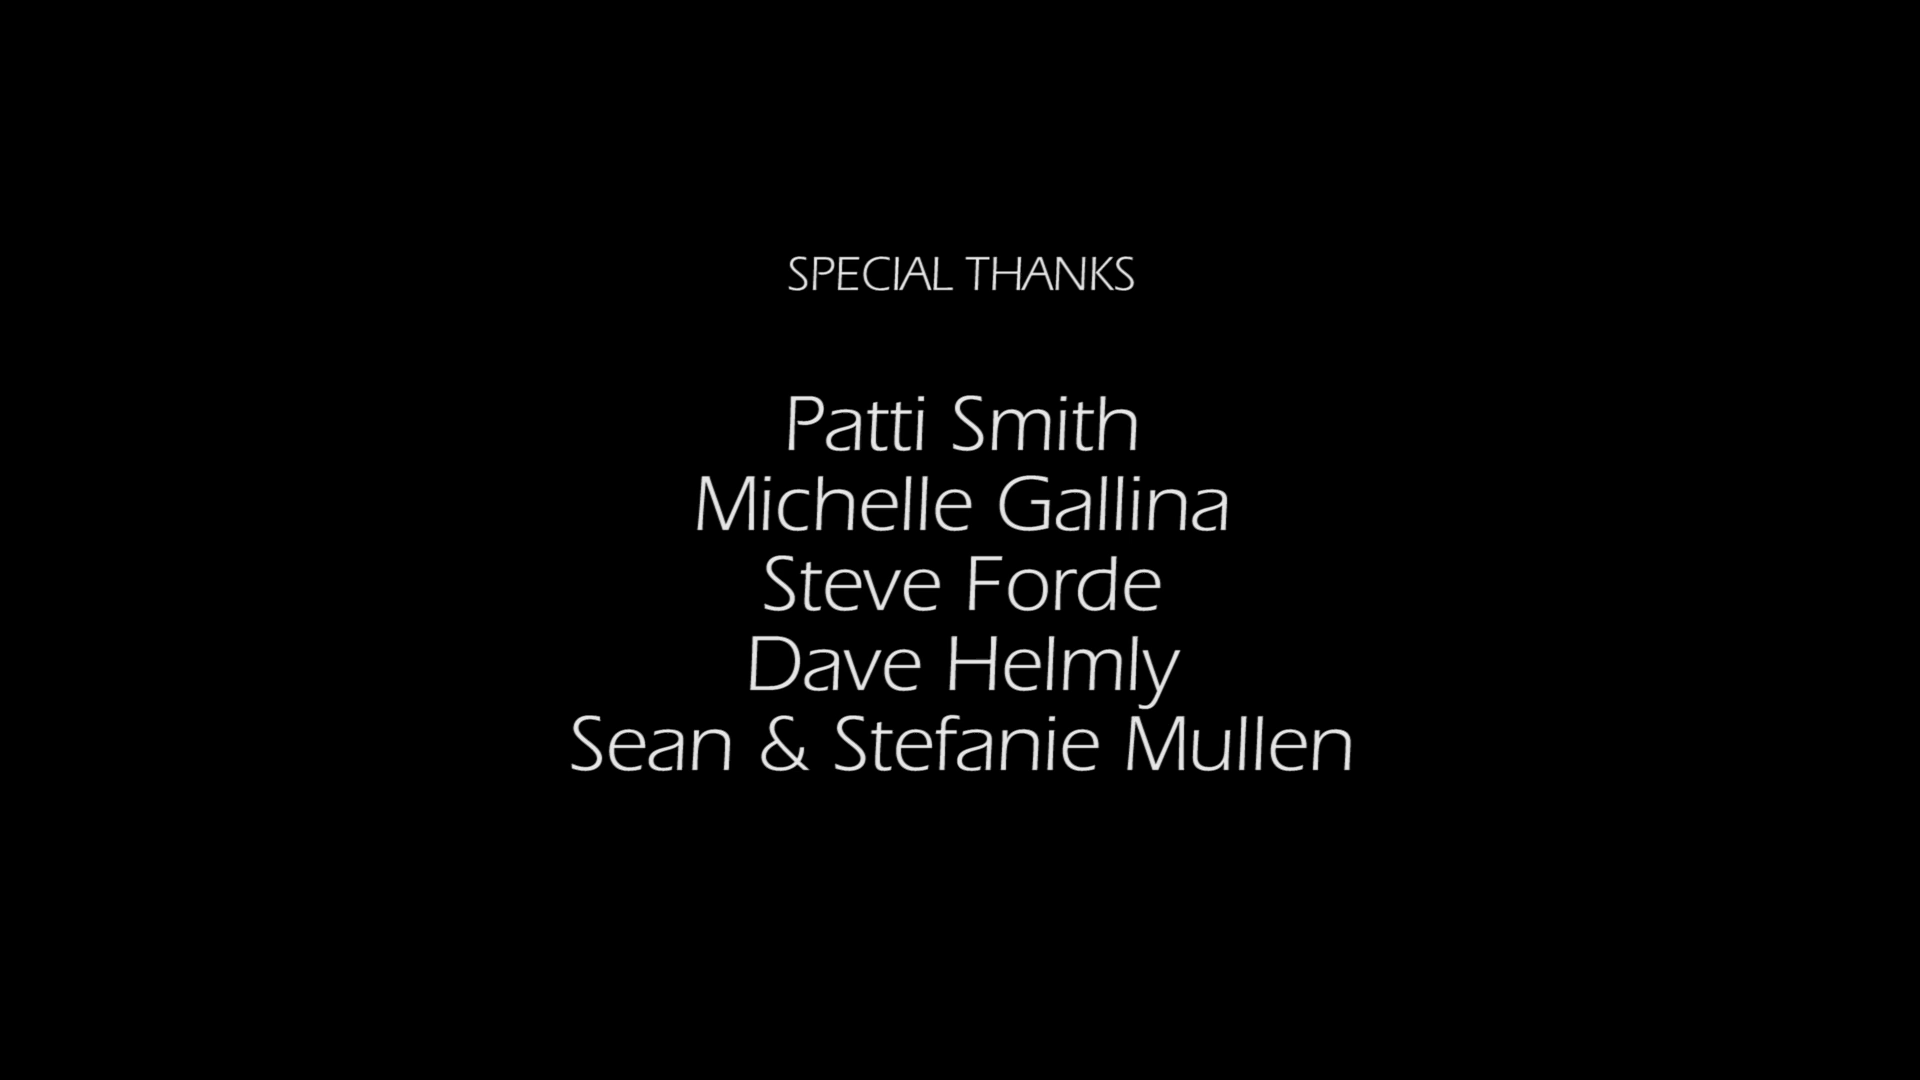 SPECIAL THANKS
Patti Smith
Michelle Gallina
Steve Forde
Dave Helmly
Sean & Stefanie Mullen